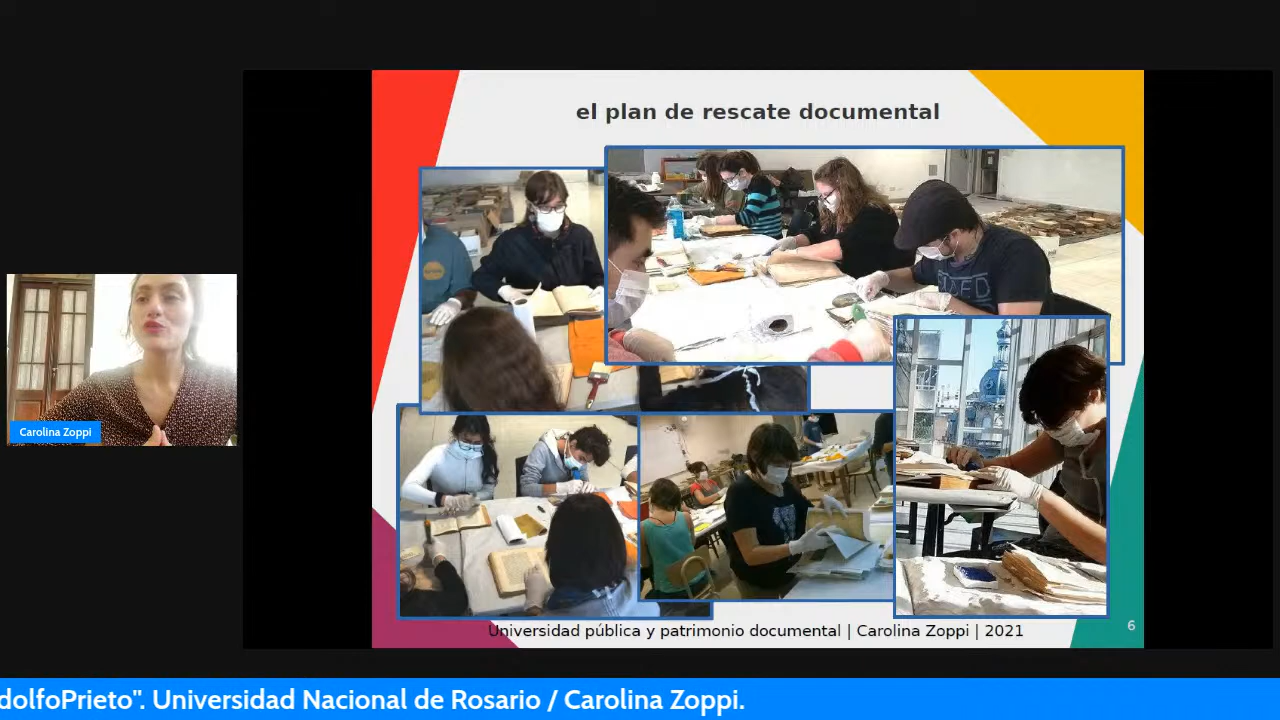 el plan de rescate documental
Carolina Zoppi
Universidad pública y patrimonio documental | Carolina Zoppi | 2021
6
dolfoPrieto". Universidad Nacional de Rosario / Carolina Zoppi.